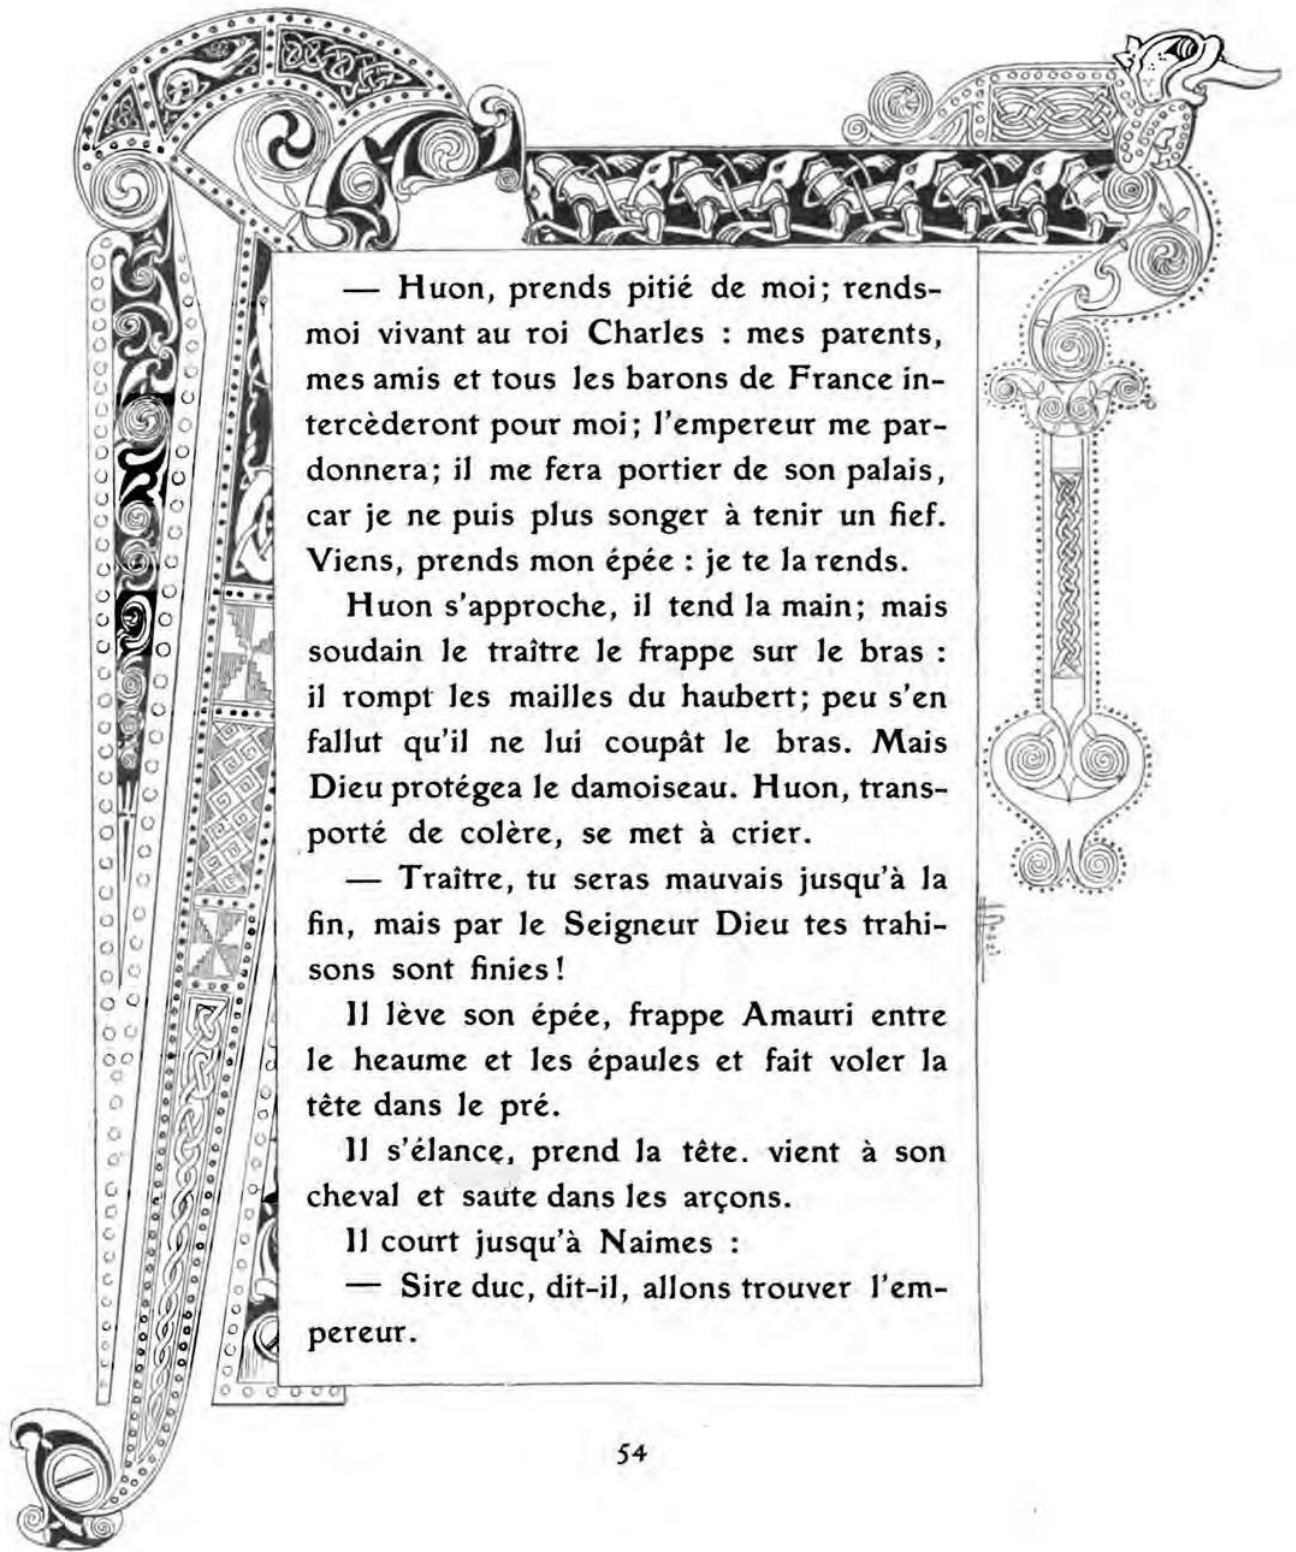 — Huon, prends pitié de moi; rends-
moi vivant au roi Charles : mes parents,
mes amis et tous les barons de France in-
tercèderont pour moi; l'empereur me par-
donnera; il me fera portier de son palais,
car je ne puis plus songer à tenir un fief.
Viens, prends mon épée : je te la rends.
Huon s'approche, il tend la main; mais
soudain le traître le frappe sur le bras :
il rompt les mailles du haubert; peu s'en
fallut qu'il ne lui coupât le bras. Mais
Dieu protégea le damoiseau. Huon, trans-
porté de colère, se met à crier.
— Traître, tu seras mauvais jusqu'à la
fin, mais par le Seigneur Dieu tes trahi-
sons sont finies!
Il lève son épée, frappe Amauri entre
le heaume et les épaules et fait voler la
tête dans le pré.
Il s'élance, prend la tête. vient à son
cheval et saute dans les arçons.
Il court jusqu'à Naimes :
— Sire duc, dit-il, allons trouver l'em-
pereur.
54